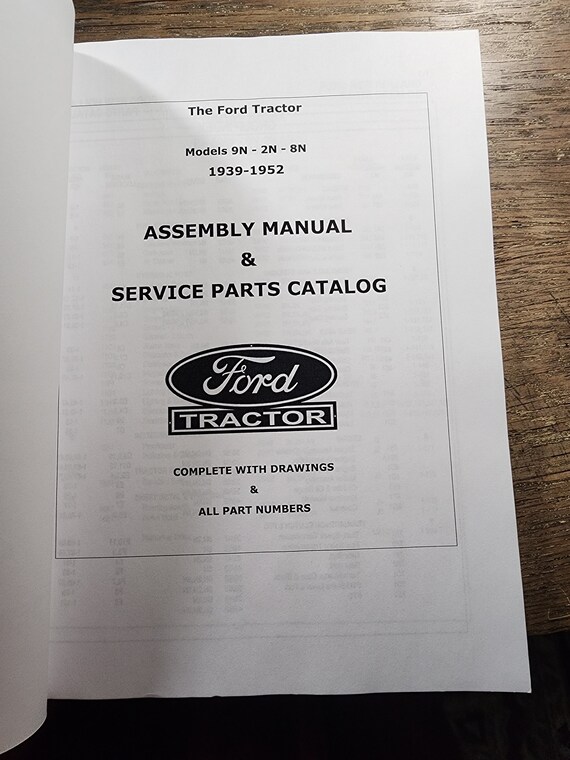 The Ford Tractor
Models 9N - 2N - 8N
1939-1952
ASSEMBLY MANUAL
&
SERVICE PARTS CATALOG
Ford
TRACTOR
COMPLETE WITH DRAWINGS
&
ALL PART NUMBERS